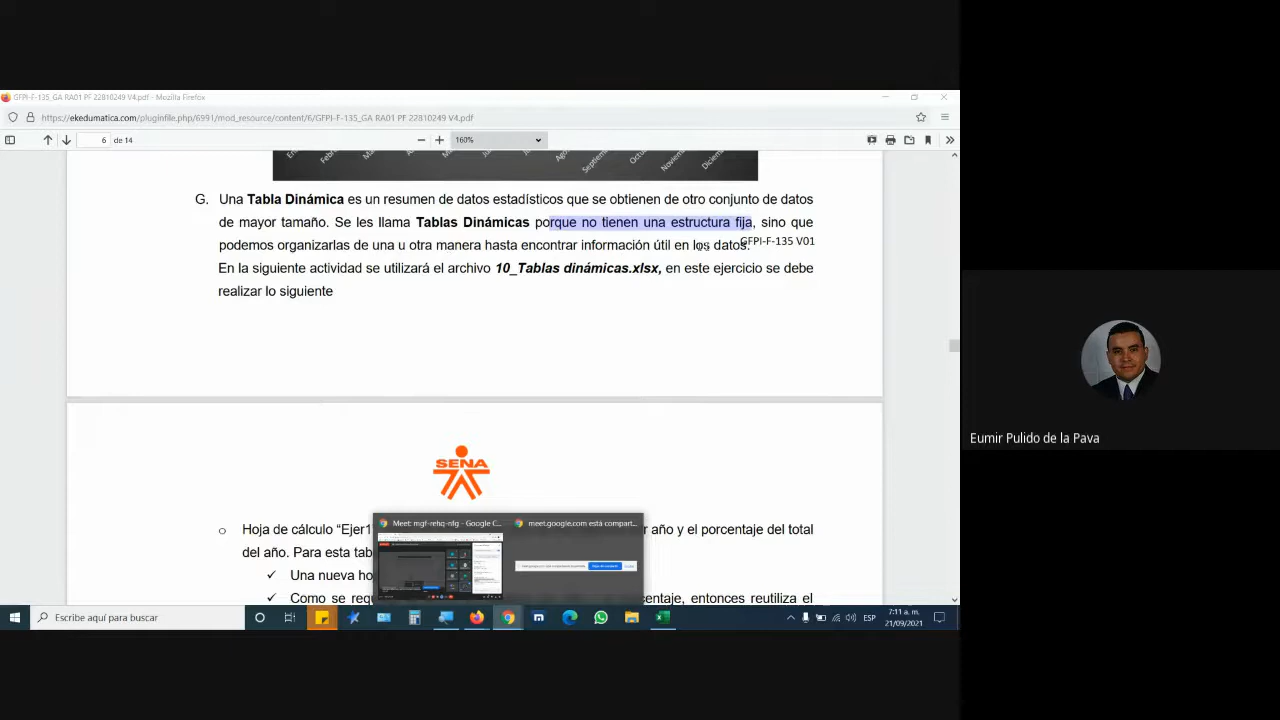 GFPI-F-135_GA RA01 PF 22810249 V4.pdf - Mozilla Firefox
https://ekedumatica.com/pluginfile.php/6991/mod_resource/content/6/GFPI-F-135_GA RA01 PF 22810249 V4.pdf
6 de 14
160%
G. Una Tabla Dinámica es un resumen de datos estadísticos que se obtienen de otro conjunto de datos
de mayor tamaño. Se les llama Tablas Dinámicas porque no tienen una estructura fija, sino que
podemos organizarlas de una u otra manera hasta encontrar información útil en los datos.
GFPI-F-135 V01
En la siguiente actividad se utilizará el archivo 10_Tablas dinámicas.xlsx, en este ejercicio se debe
realizar lo siguiente
Eumir Pulido de la Pava
SENA
Meet: mgf-rehq-nfg - Google C...
meet.google.com está compart...
o Hoja de cálculo “Ejer1 r año y el porcentaje del total
del año. Para esta tab
✓ Una nueva ho
✓ Como se req centaje, entonces reutiliza el
Escribe aquí para buscar
ESP
7:11 a. m.
21/09/2021